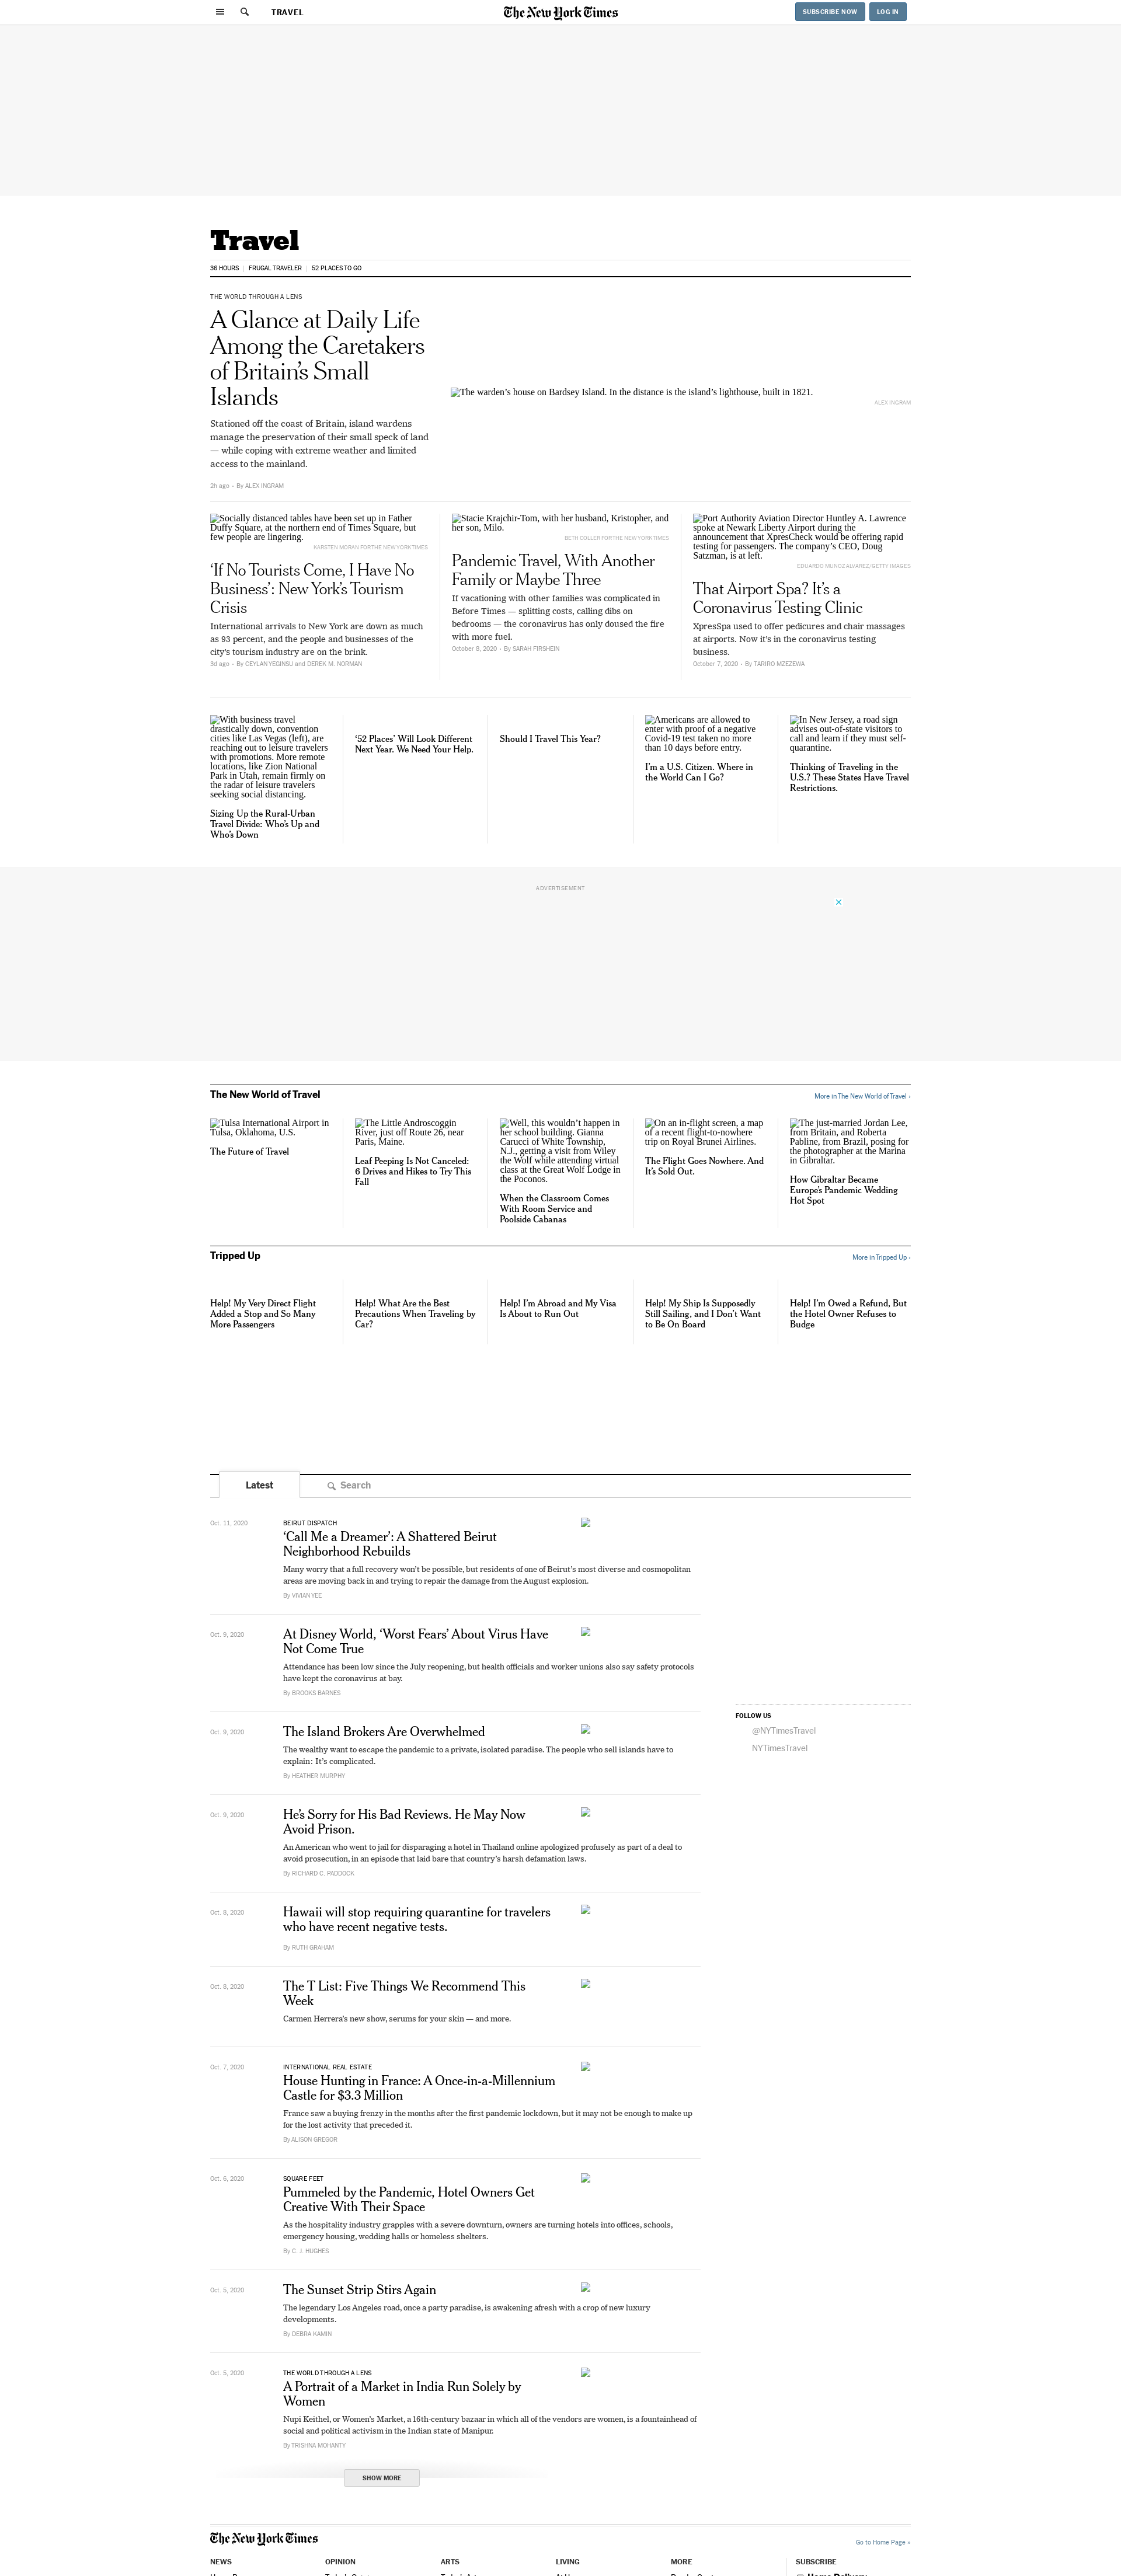 TRAVEL
The New York Times
SUBSCRIBE NOW
LOG IN
Travel
36 HOURS
FRUGAL TRAVELER
52 PLACES TO GO
THE WORLD THROUGH A LENS
A Glance at Daily Life
Among the Caretakers
of Britain’s Small
Islands
Stationed off the coast of Britain, island wardens
manage the preservation of their small speck of land
— while coping with extreme weather and limited
access to the mainland.
2h ago • By ALEX INGRAM
The warden’s house on Bardsey Island. In the distance is the island’s lighthouse, built in 1821.
ALEX INGRAM
Socially distanced tables have been set up in Father
Duffy Square, at the northern end of Times Square, but
few people are lingering.
KARSTEN MORAN FOR THE NEW YORK TIMES
‘If No Tourists Come, I Have No
Business’: New York’s Tourism
Crisis
International arrivals to New York are down as much
as 93 percent, and the people and businesses of the
city’s tourism industry are on the brink.
3d ago • By CEYLAN YEGINSU and DEREK M. NORMAN
Stacie Krajchir-Tom, with her husband, Kristopher, and
her son, Milo.
BETH COLLER FOR THE NEW YORK TIMES
Pandemic Travel, With Another
Family or Maybe Three
If vacationing with other families was complicated in
Before Times — splitting costs, calling dibs on
bedrooms — the coronavirus has only doused the fire
with more fuel.
October 8, 2020 • By SARAH FIRSHEIN
Port Authority Aviation Director Huntley A. Lawrence
spoke at Newark Liberty Airport during the
announcement that XpresCheck would be offering rapid
testing for passengers. The company’s CEO, Doug
Satzman, is at left.
EDUARDO MUNOZ ALVAREZ/GETTY IMAGES
That Airport Spa? It’s a
Coronavirus Testing Clinic
XpresSpa used to offer pedicures and chair massages
at airports. Now it’s in the coronavirus testing
business.
October 7, 2020 • By TARIRO MZEZEWA
With business travel
drastically down, convention
cities like Las Vegas (left), are
reaching out to leisure travelers
with promotions. More remote
locations, like Zion National
Park in Utah, remain firmly on
the radar of leisure travelers
seeking social distancing.
Sizing Up the Rural-Urban
Travel Divide: Who’s Up and
Who’s Down
‘52 Places’ Will Look Different
Next Year. We Need Your Help.
Should I Travel This Year?
Americans are allowed to
enter with proof of a negative
Covid-19 test taken no more
than 10 days before entry.
I’m a U.S. Citizen. Where in
the World Can I Go?
In New Jersey, a road sign
advises out-of-state visitors to
call and learn if they must self-
quarantine.
Thinking of Traveling in the
U.S.? These States Have Travel
Restrictions.
ADVERTISEMENT
The New World of Travel
More in The New World of Travel ›
Tulsa International Airport in
Tulsa, Oklahoma, U.S.
The Future of Travel
The Little Androscoggin
River, just off Route 26, near
Paris, Maine.
Leaf Peeping Is Not Canceled:
6 Drives and Hikes to Try This
Fall
Well, this wouldn’t happen in
her school building. Gianna
Carucci of White Township,
N.J., getting a visit from Wiley
the Wolf while attending virtual
class at the Great Wolf Lodge in
the Poconos.
When the Classroom Comes
With Room Service and
Poolside Cabanas
On an in-flight screen, a map
of a recent flight-to-nowhere
trip on Royal Brunei Airlines.
The Flight Goes Nowhere. And
It’s Sold Out.
The just-married Jordan Lee,
from Britain, and Roberta
Pabline, from Brazil, posing for
the photographer at the Marina
in Gibraltar.
How Gibraltar Became
Europe’s Pandemic Wedding
Hot Spot
Tripped Up
More in Tripped Up ›
Help! My Very Direct Flight
Added a Stop and So Many
More Passengers
Help! What Are the Best
Precautions When Traveling by
Car?
Help! I’m Abroad and My Visa
Is About to Run Out
Help! My Ship Is Supposedly
Still Sailing, and I Don’t Want
to Be On Board
Help! I’m Owed a Refund, But
the Hotel Owner Refuses to
Budge
Latest
Search
Oct. 11, 2020
BEIRUT DISPATCH
‘Call Me a Dreamer’: A Shattered Beirut
Neighborhood Rebuilds
Many worry that a full recovery won’t be possible, but residents of one of Beirut’s most diverse and cosmopolitan
areas are moving back in and trying to repair the damage from the August explosion.
By VIVIAN YEE
Oct. 9, 2020
At Disney World, ‘Worst Fears’ About Virus Have
Not Come True
Attendance has been low since the July reopening, but health officials and worker unions also say safety protocols
have kept the coronavirus at bay.
By BROOKS BARNES
FOLLOW US
@NYTimesTravel
NYTimesTravel
Oct. 9, 2020
The Island Brokers Are Overwhelmed
The wealthy want to escape the pandemic to a private, isolated paradise. The people who sell islands have to
explain: It’s complicated.
By HEATHER MURPHY
Oct. 9, 2020
He’s Sorry for His Bad Reviews. He May Now
Avoid Prison.
An American who went to jail for disparaging a hotel in Thailand online apologized profusely as part of a deal to
avoid prosecution, in an episode that laid bare that country’s harsh defamation laws.
By RICHARD C. PADDOCK
Oct. 8, 2020
Hawaii will stop requiring quarantine for travelers
who have recent negative tests.
By RUTH GRAHAM
Oct. 8, 2020
The T List: Five Things We Recommend This
Week
Carmen Herrera’s new show, serums for your skin — and more.
Oct. 7, 2020
INTERNATIONAL REAL ESTATE
House Hunting in France: A Once-in-a-Millennium
Castle for $3.3 Million
France saw a buying frenzy in the months after the first pandemic lockdown, but it may not be enough to make up
for the lost activity that preceded it.
By ALISON GREGOR
Oct. 6, 2020
SQUARE FEET
Pummeled by the Pandemic, Hotel Owners Get
Creative With Their Space
As the hospitality industry grapples with a severe downturn, owners are turning hotels into offices, schools,
emergency housing, wedding halls or homeless shelters.
By C. J. HUGHES
Oct. 5, 2020
The Sunset Strip Stirs Again
The legendary Los Angeles road, once a party paradise, is awakening afresh with a crop of new luxury
developments.
By DEBRA KAMIN
Oct. 5, 2020
THE WORLD THROUGH A LENS
A Portrait of a Market in India Run Solely by
Women
Nupi Keithel, or Women’s Market, a 16th-century bazaar in which all of the vendors are women, is a fountainhead of
social and political activism in the Indian state of Manipur.
By TRISHNA MOHANTY
SHOW MORE
The New York Times
Go to Home Page »
NEWS
OPINION
ARTS
LIVING
MORE
SUBSCRIBE